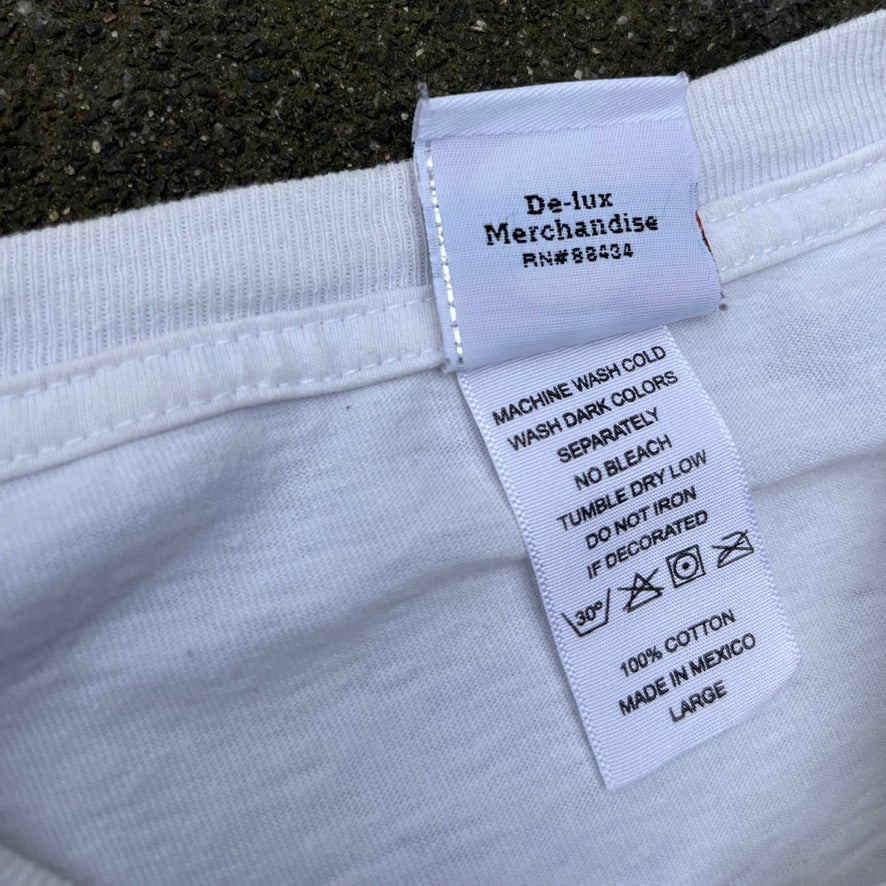 De-lux
Merchandise
RN#88434
MACHINE WASH COLD
WASH DARK COLORS
SEPARATELY
NO BLEACH
TUMBLE DRY LOW
DO NOT IRON
IF DECORATED
30°
100% COTTON
MADE IN MEXICO
LARGE